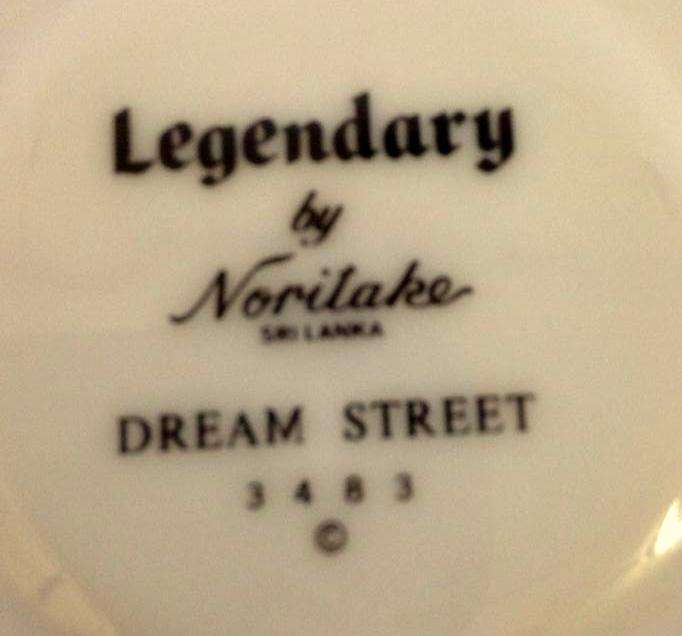 Legendary
by
Noritake
SRI LANKA
DREAM STREET
3483
©